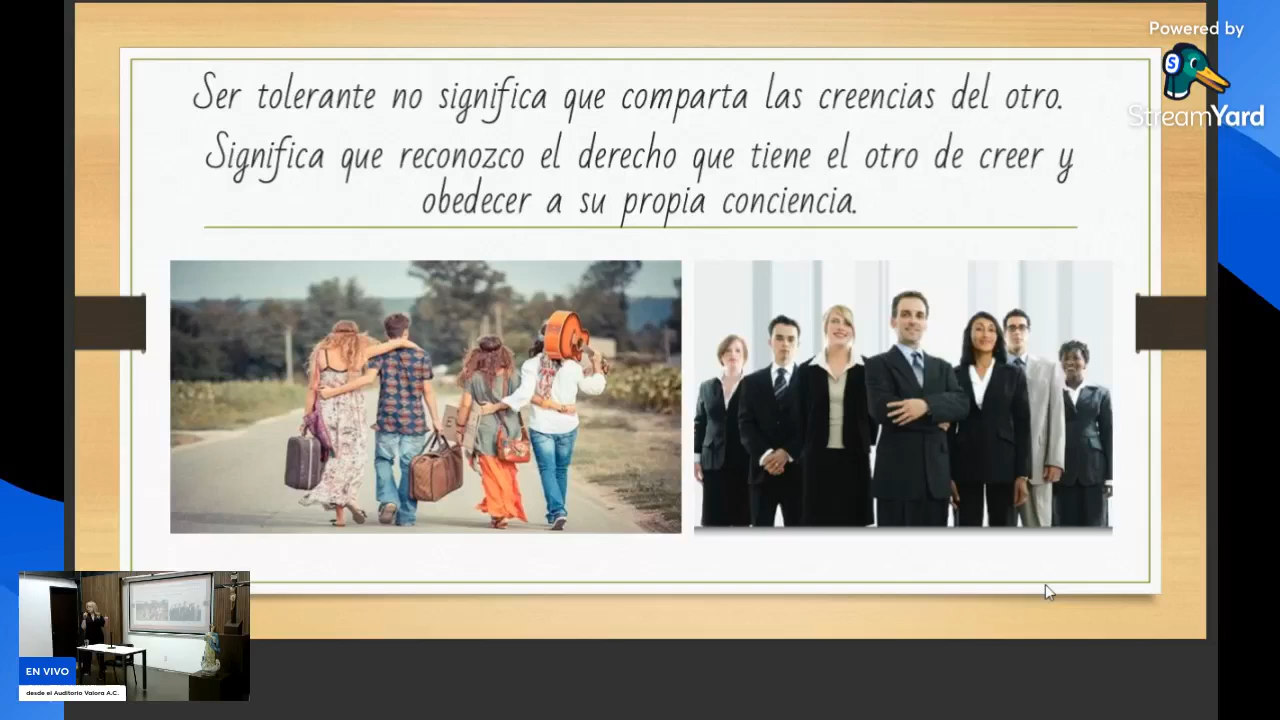 Powered by
StreamYard
Ser tolerante no significa que comparta las creencias del otro.
Significa que reconozco el derecho que tiene el otro de creer y
obedecer a su propia conciencia.
EN VIVO
desde el Auditorio Valora A.C.